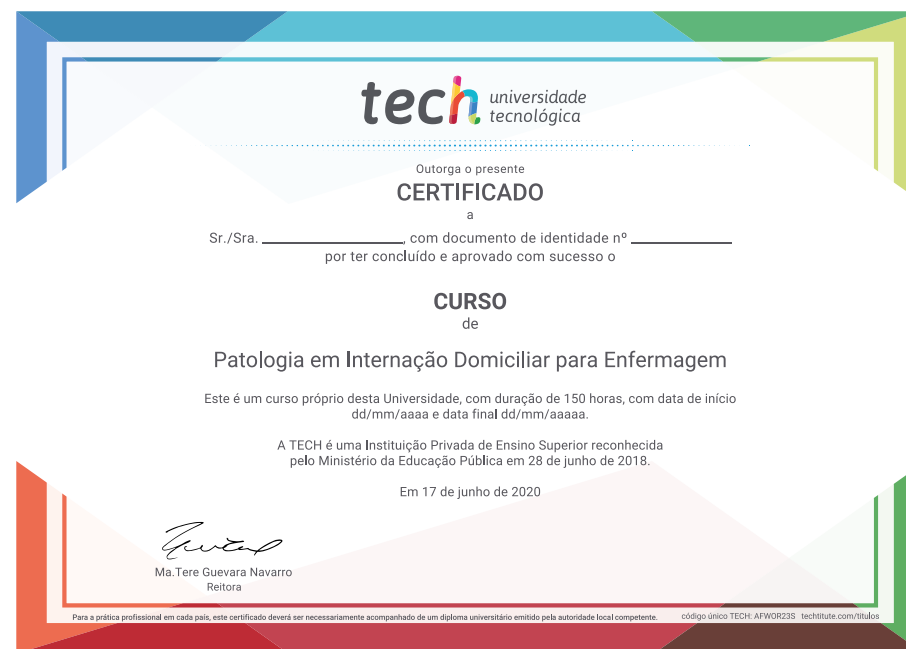 tech universidade
tecnológica
Outorga o presente
CERTIFICADO
a
Sr./Sra. ________________, com documento de identidade nº ____________
por ter concluído e aprovado com sucesso o
CURSO
de
Patologia em Internação Domiciliar para Enfermagem
Este é um curso próprio desta Universidade, com duração de 150 horas, com data de início
dd/mm/aaaa e data final dd/mm/aaaaa.
A TECH é uma Instituição Privada de Ensino Superior reconhecida
pelo Ministério da Educação Pública em 28 de junho de 2018.
Em 17 de junho de 2020
Ma.Tere Guevara Navarro
Reitora
Para a prática profissional em cada país, este certificado deverá ser necessariamente acompanhado de um diploma universitário emitido pela autoridade local competente. código único TECH: AFWOR23S techtitute.com/titulos